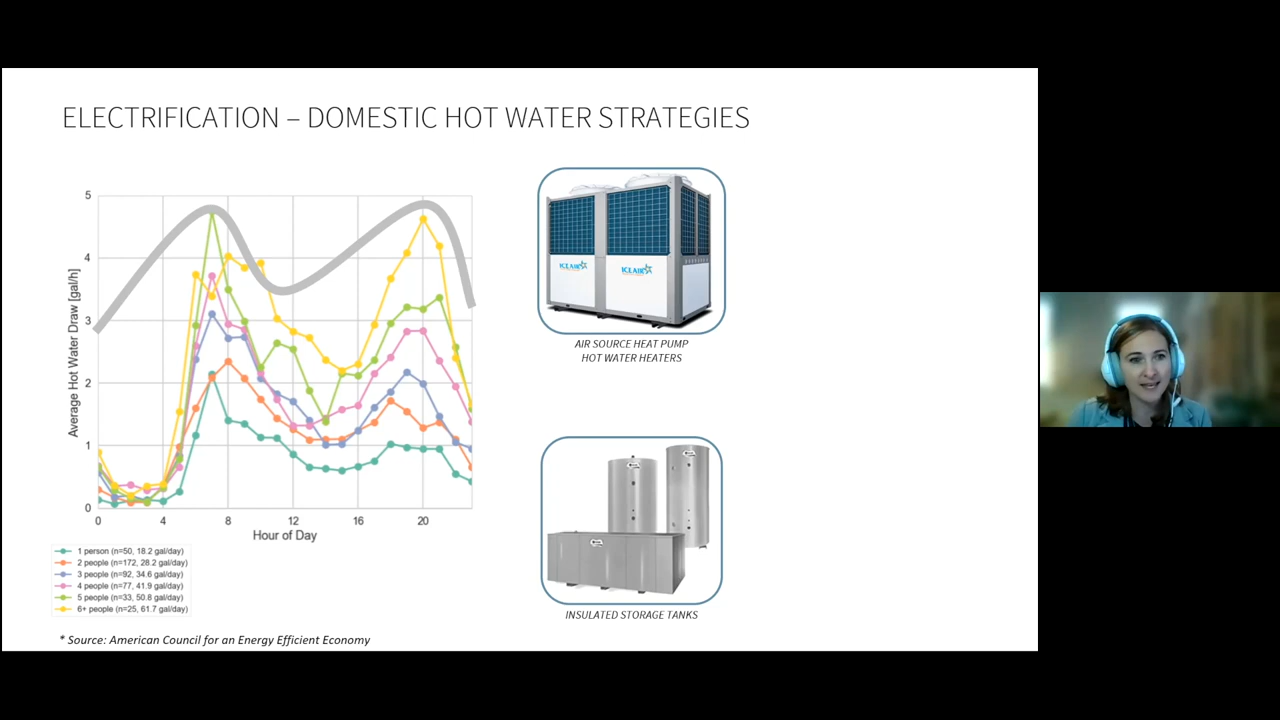 ELECTRIFICATION – DOMESTIC HOT WATER STRATEGIES
5
4
3
2
1
0
Average Hot Water Draw [gal/h]
0 4 8 12 16 20
Hour of Day
1 person (n=50, 18.2 gal/day)
2 people (n=172, 28.2 gal/day)
3 people (n=92, 34.6 gal/day)
4 people (n=77, 41.9 gal/day)
5 people (n=33, 50.8 gal/day)
6+ people (n=25, 61.7 gal/day)
* Source: American Council for an Energy Efficient Economy
AIR SOURCE HEAT PUMP
HOT WATER HEATERS
INSULATED STORAGE TANKS